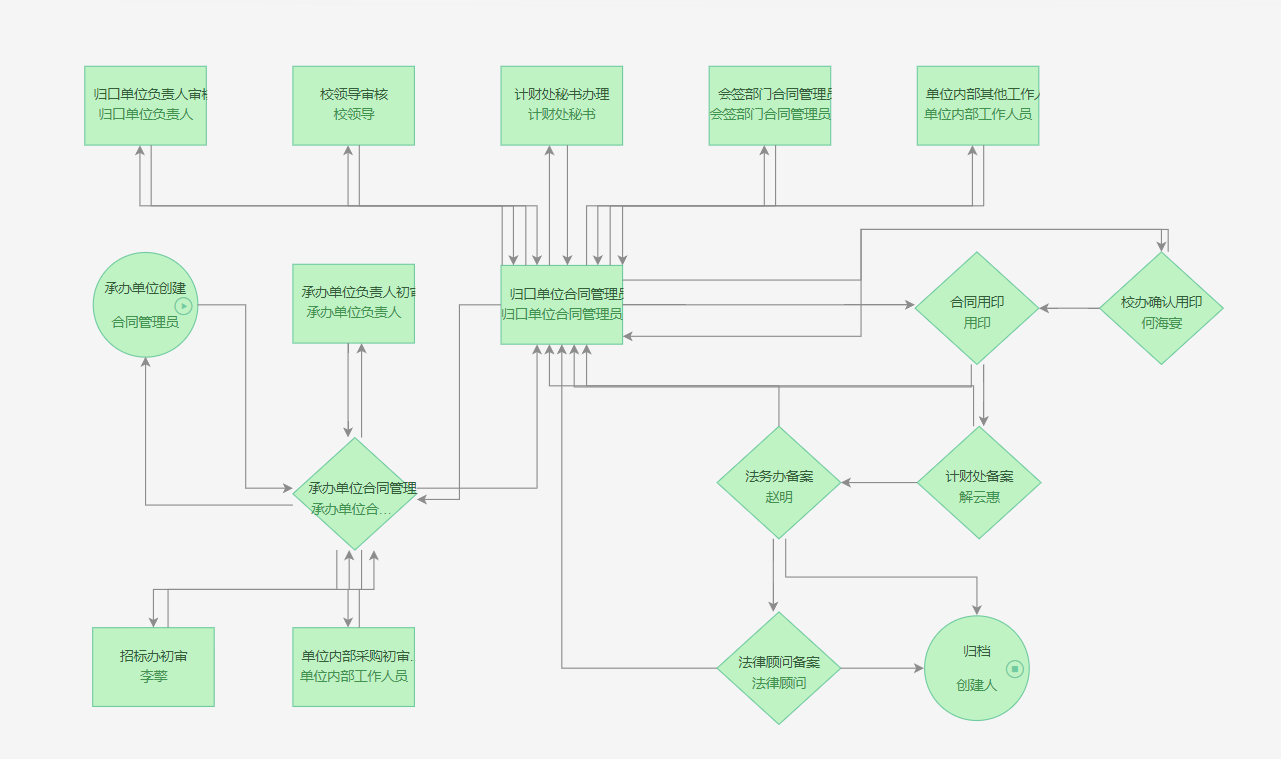 归口单位负责人审核
归口单位负责人
校领导审核
校领导
计财处秘书办理
计财处秘书
会签部门合同管理员
会签部门合同管理员
单位内部其他工作人
单位内部工作人员
承办单位创建
合同管理员
承办单位负责人初审
承办单位负责人
归口单位合同管理员
归口单位合同管理员
合同用印
用印
校办确认用印
何海宴
承办单位合同管理
承办单位合...
法务办备案
赵明
计财处备案
解云惠
招标办初审
李擎
单位内部采购初审.
单位内部工作人员
法律顾问备案
法律顾问
归档
创建人